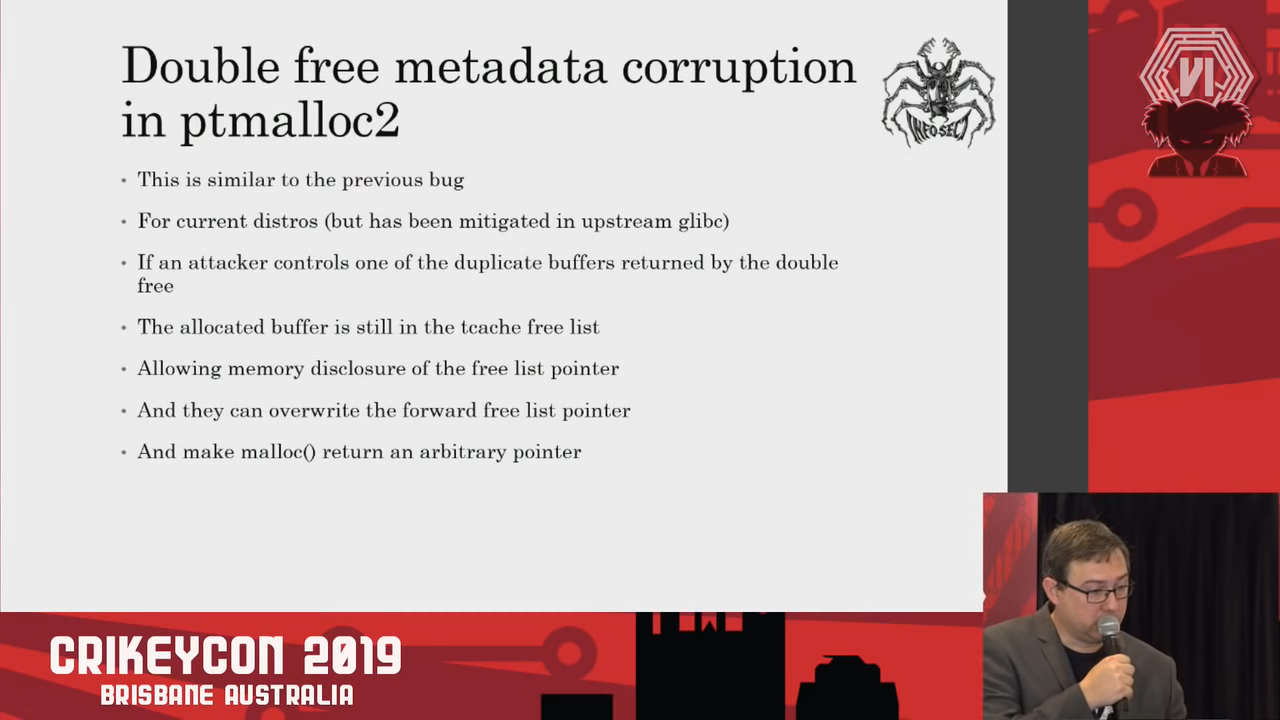 Double free metadata corruption
in ptmalloc2
INFOSECT
• This is similar to the previous bug
• For current distros (but has been mitigated in upstream glibc)
• If an attacker controls one of the duplicate buffers returned by the double
free
• The allocated buffer is still in the tcache free list
• Allowing memory disclosure of the free list pointer
• And they can overwrite the forward free list pointer
• And make malloc() return an arbitrary pointer
CRIKEYCON 2019
BRISBANE AUSTRALIA
VI